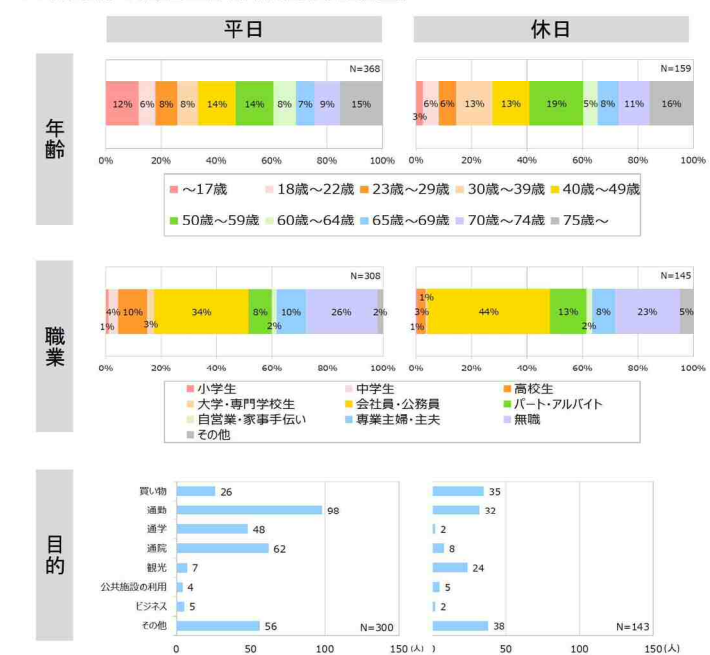 平日
休日
年齢
N=368
12% 6% 8% 8% 14% 14% 8% 7% 9% 15%
0% 20% 40% 60% 80% 100%
N=159
3% 6% 6% 13% 13% 19% 5% 8% 11% 16%
0% 20% 40% 60% 80% 100%
～17歳 18歳～22歳 23歳～29歳 30歳～39歳 40歳～49歳
50歳～59歳 60歳～64歳 65歳～69歳 70歳～74歳 75歳～
職業
N=308
1% 4% 10% 3% 34% 8% 2% 10% 26% 2%
0% 20% 40% 60% 80% 100%
N=145
1% 3% 1% 44% 13% 2% 8% 23% 5%
0% 20% 40% 60% 80% 100%
小学生 中学生 高校生
大学・専門学校生 会社員・公務員 パート・アルバイト
自営業・家事手伝い 専業主婦・主夫 無職
その他
目的
買い物 26 35
通勤 98 32
通学 48 2
通院 62 8
観光 7 24
公共施設の利用 4 5
ビジネス 5 2
その他 56 38
N=300 N=143
0 50 100 150 (人)
0 50 100 150 (人)